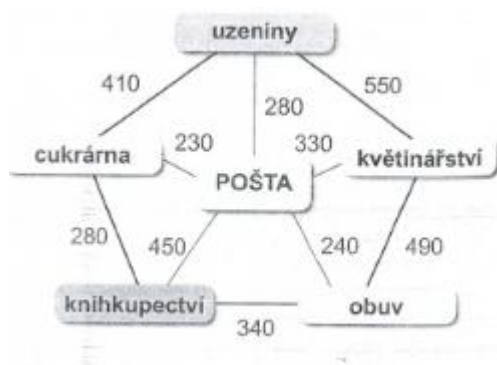 uzeniny
410
550
280
230
330
cukrárna
květinářství
POŠTA
280
450
240
490
knihkupectví
obuv
340